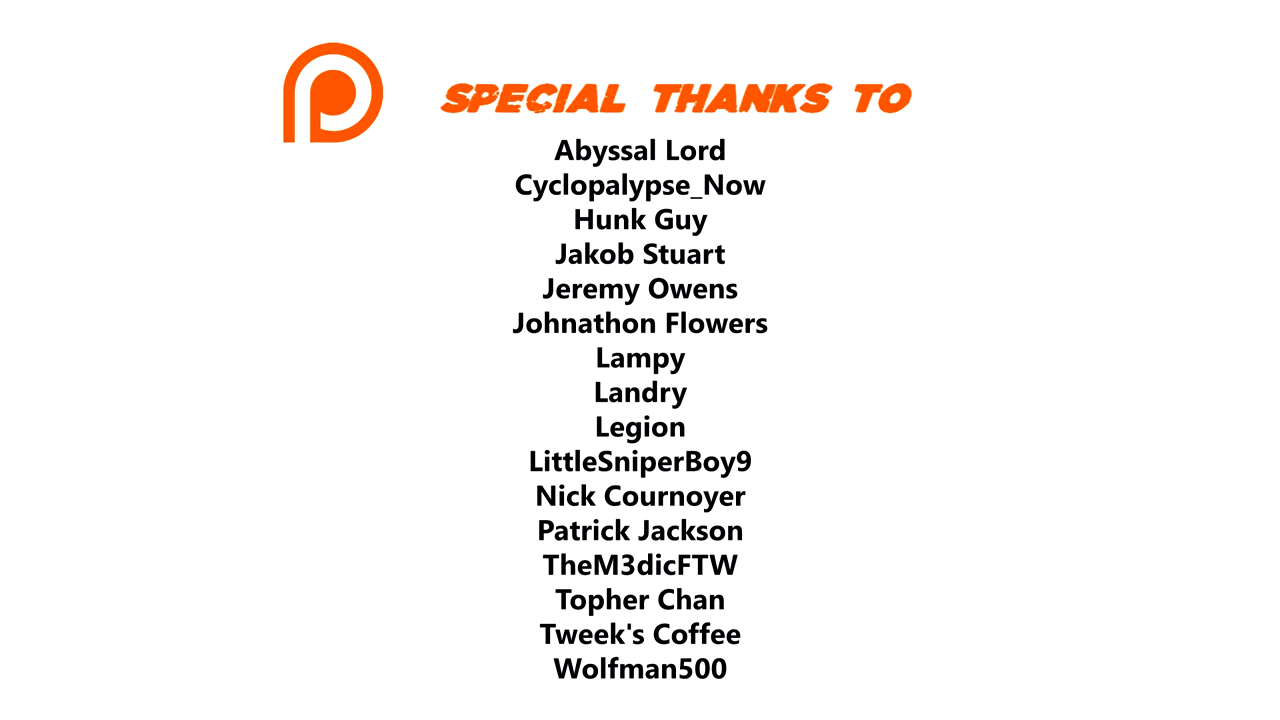 SPECIAL THANKS TO
Abyssal Lord
Cyclopalypse_Now
Hunk Guy
Jakob Stuart
Jeremy Owens
Johnathon Flowers
Lampy
Landry
Legion
LittleSniperBoy9
Nick Cournoyer
Patrick Jackson
TheM3dicFTW
Topher Chan
Tweek's Coffee
Wolfman500